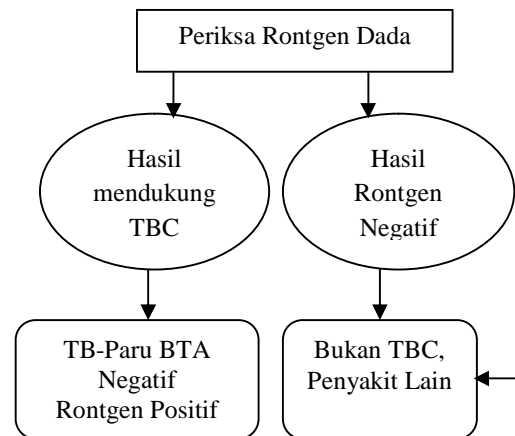 Periksa Rontgen Dada
Hasil
mendukung
TBC
Hasil
Rontgen
Negatif
TB-Paru BTA
Negatif
Rontgen Positif
Bukan TBC,
Penyakit Lain